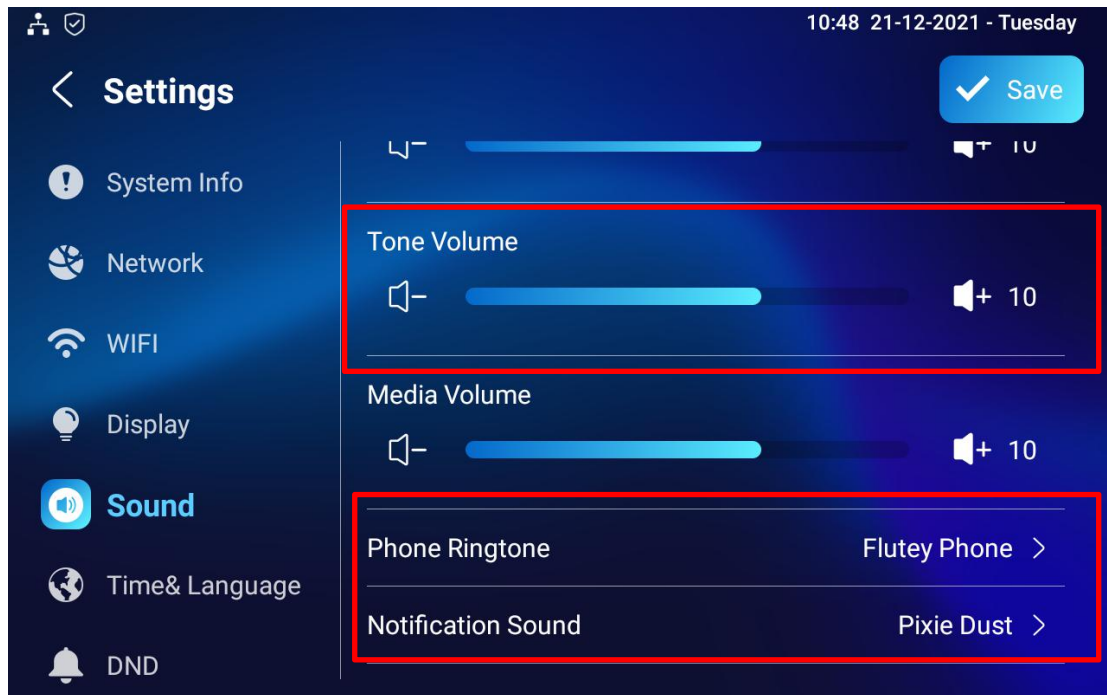 10:48 21-12-2021 - Tuesday
Settings
Save
System Info
Network
WIFI
Display
Sound
Time& Language
DND
10
Tone Volume
10
Media Volume
10
Phone Ringtone
Flutey Phone
Notification Sound
Pixie Dust